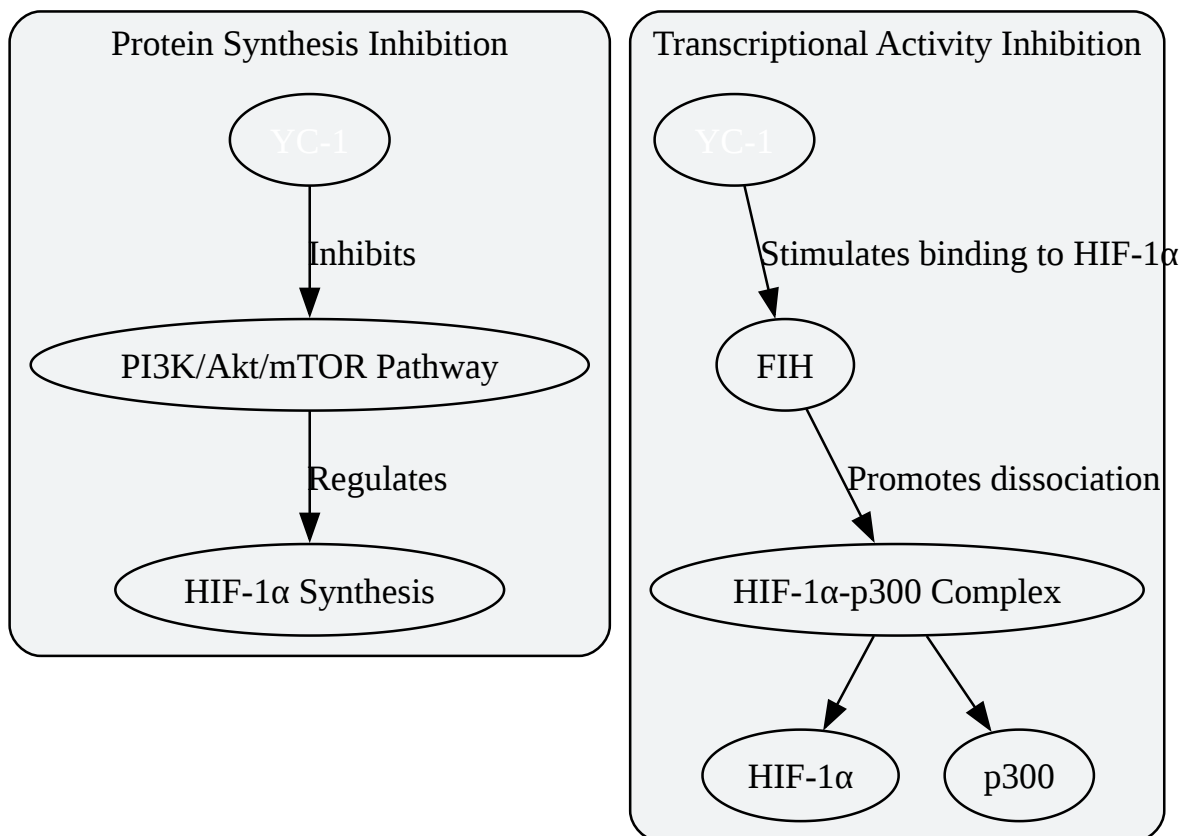 Protein Synthesis Inhibition
YC-1
Inhibits
PI3K/Akt/mTOR Pathway
Regulates
HIF-1α Synthesis
Transcriptional Activity Inhibition
YC-1
Stimulates binding to HIF-1α
FIH
Promotes dissociation
HIF-1α-p300 Complex
HIF-1α
p300